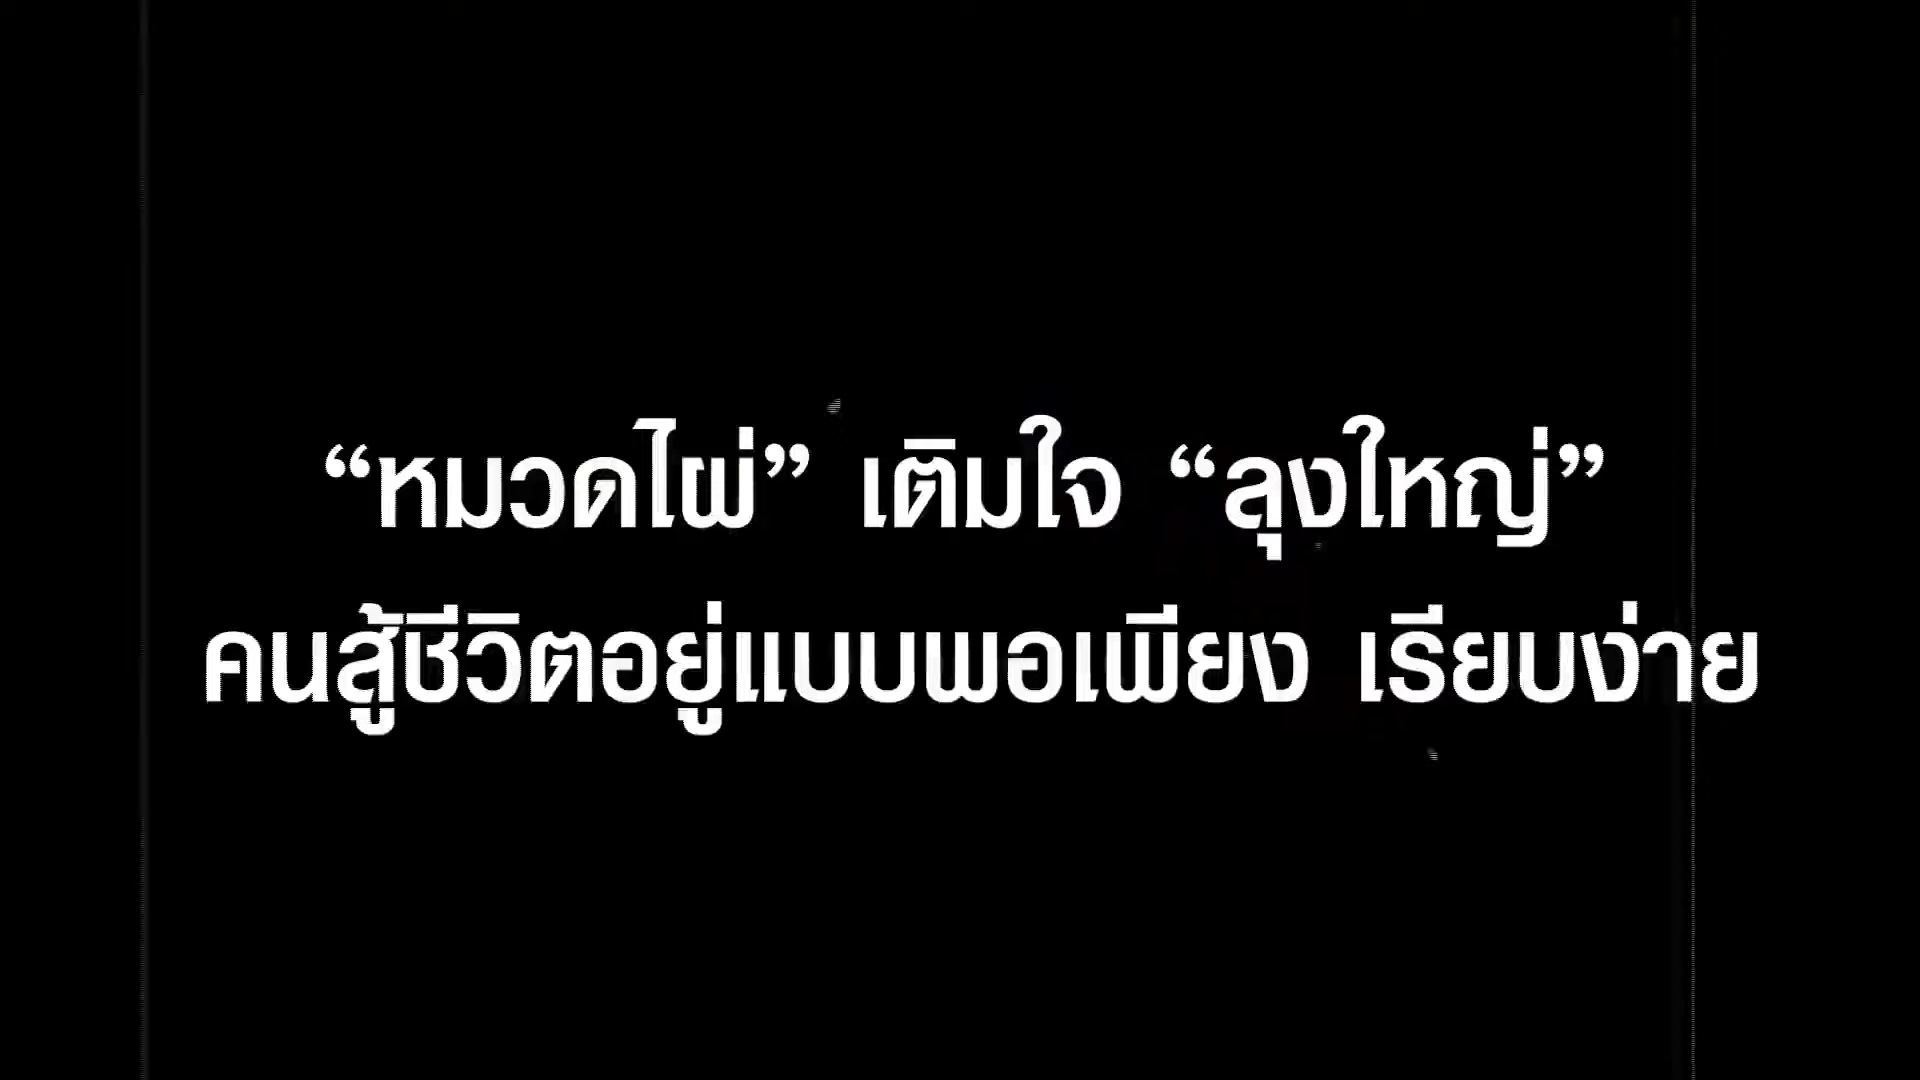 “หมวดไผ่” เติมใจ “ลุงใหญ่”
คนสู้ชีวิตอยู่แบบพอเพียง เรียบง่าย